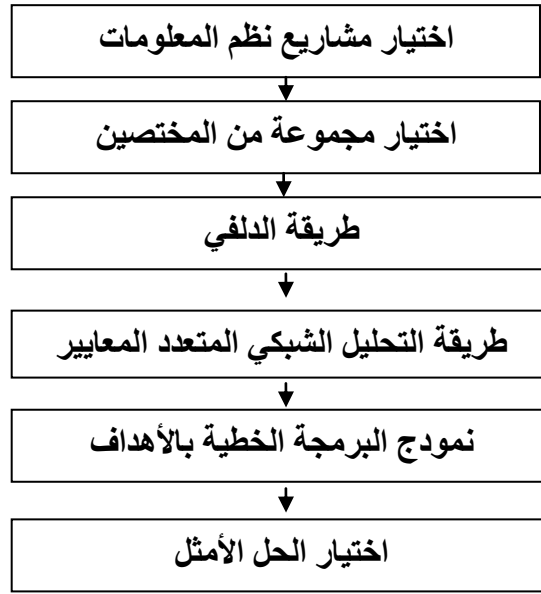 اختيار مشاريع نظم المعلومات
اختيار مجموعة من المختصين
طريقة الدلفي
طريقة التحليل الشبكي المتعدد المعايير
نمودج البرمجة الخطية بالأهداف
اختيار الحل الأمثل